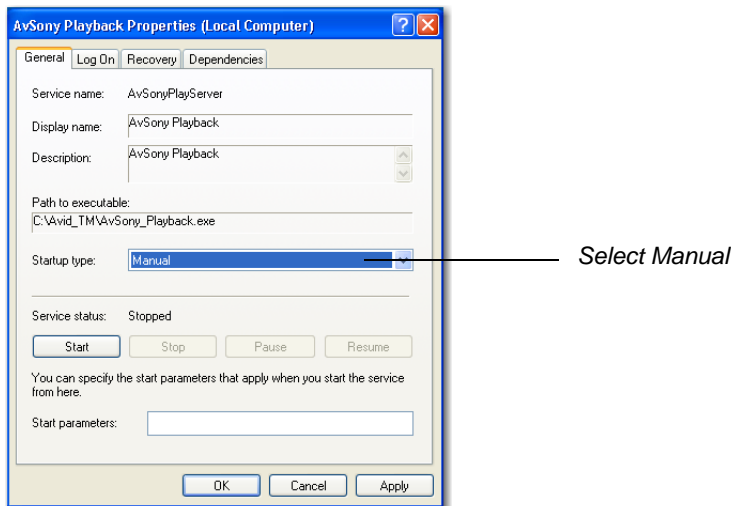 AvSony Playback Properties (Local Computer)
General Log On Recovery Dependencies
Service name: AvSonyPlayServer
Display name: AvSony Playback
Description: AvSony Playback
Path to executable:
C:\Avid_TM\AvSony_Playback.exe
Startup type: Manual
Select Manual
Service status: Stopped
Start Stop Pause Resume
You can specify the start parameters that apply when you start the service
from here.
Start parameters:
OK Cancel Apply